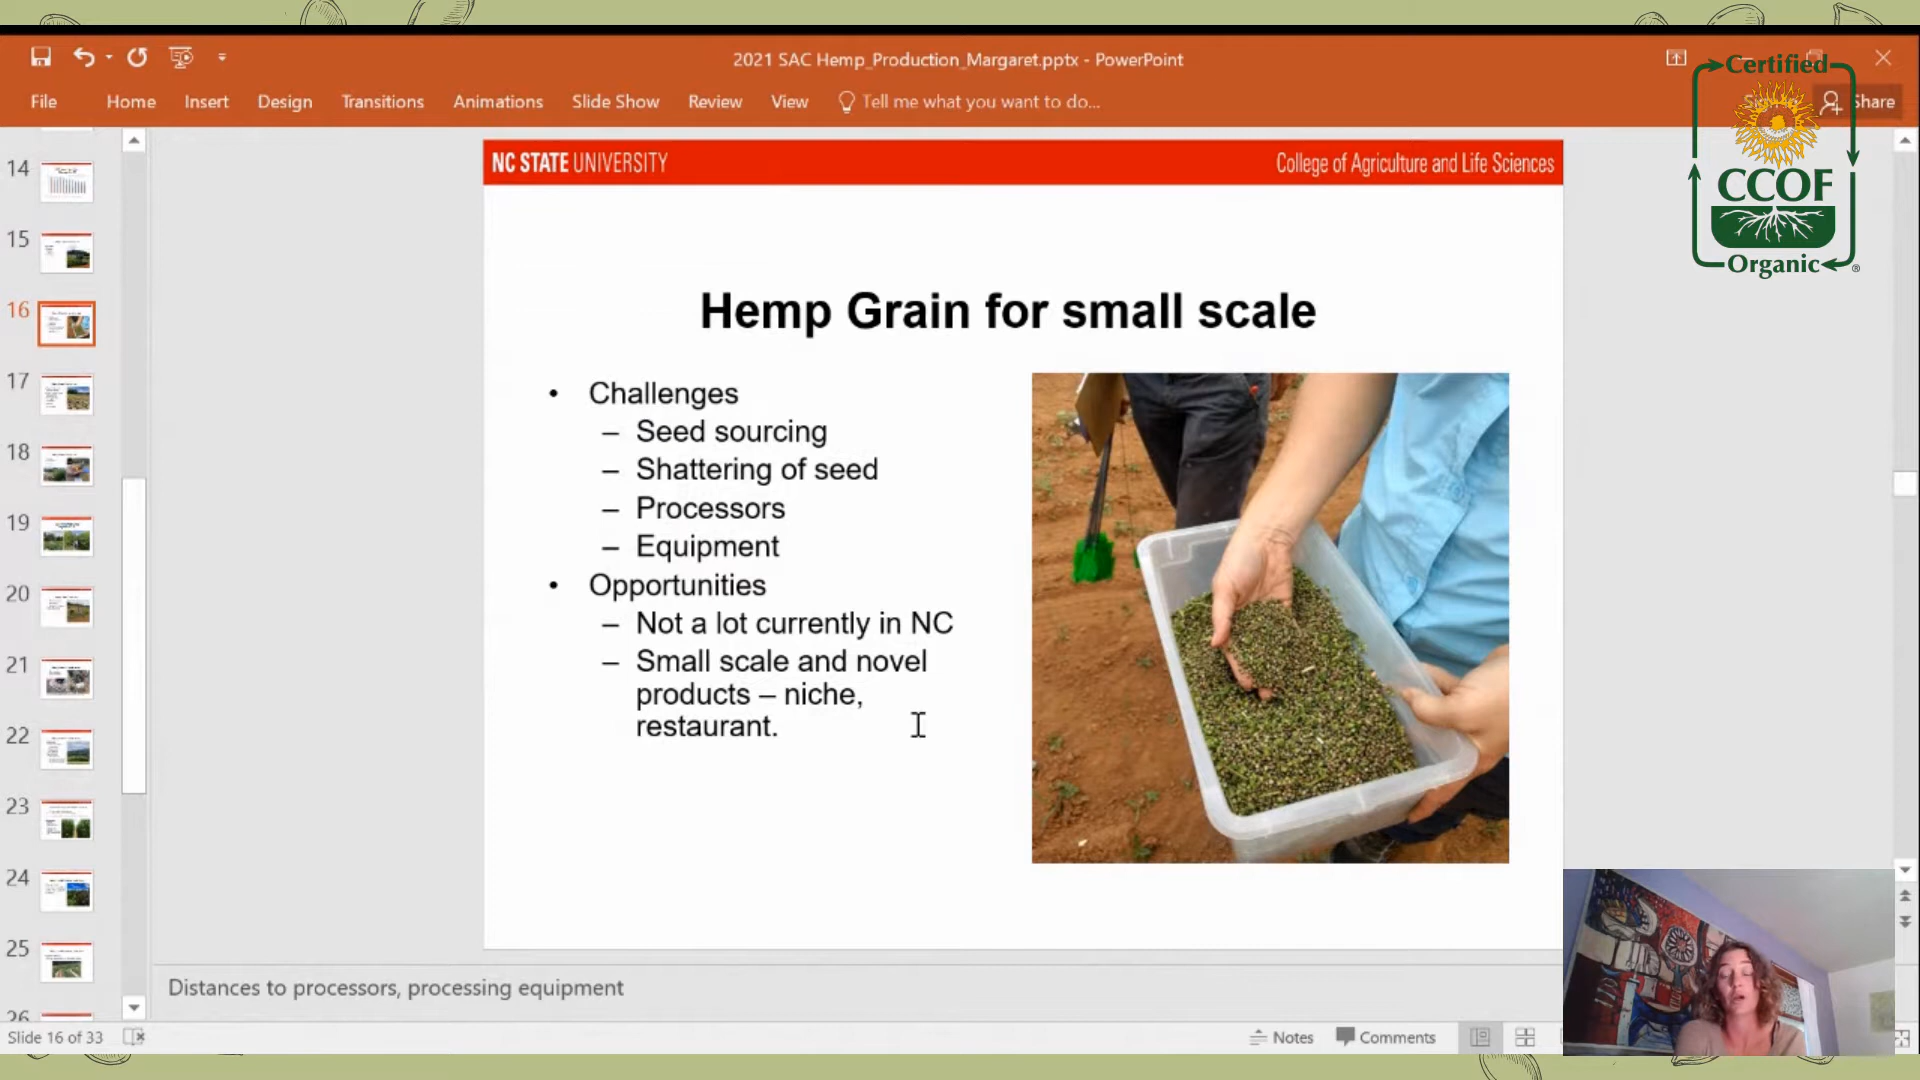 2021 SAC Hemp_Production_Margaret.pptx - PowerPoint
File Home Insert Design Transitions Animations Slide Show Review View Tell me what you want to do...
Share
Certified
CCOF
Organic
®
14
15
16
17
18
19
20
21
22
23
24
25
26
NC STATE UNIVERSITY
College of Agriculture and Life Sciences
Hemp Grain for small scale
• Challenges
– Seed sourcing
– Shattering of seed
– Processors
– Equipment
• Opportunities
– Not a lot currently in NC
– Small scale and novel
products – niche,
restaurant.
Distances to processors, processing equipment
Slide 16 of 33
Notes Comments